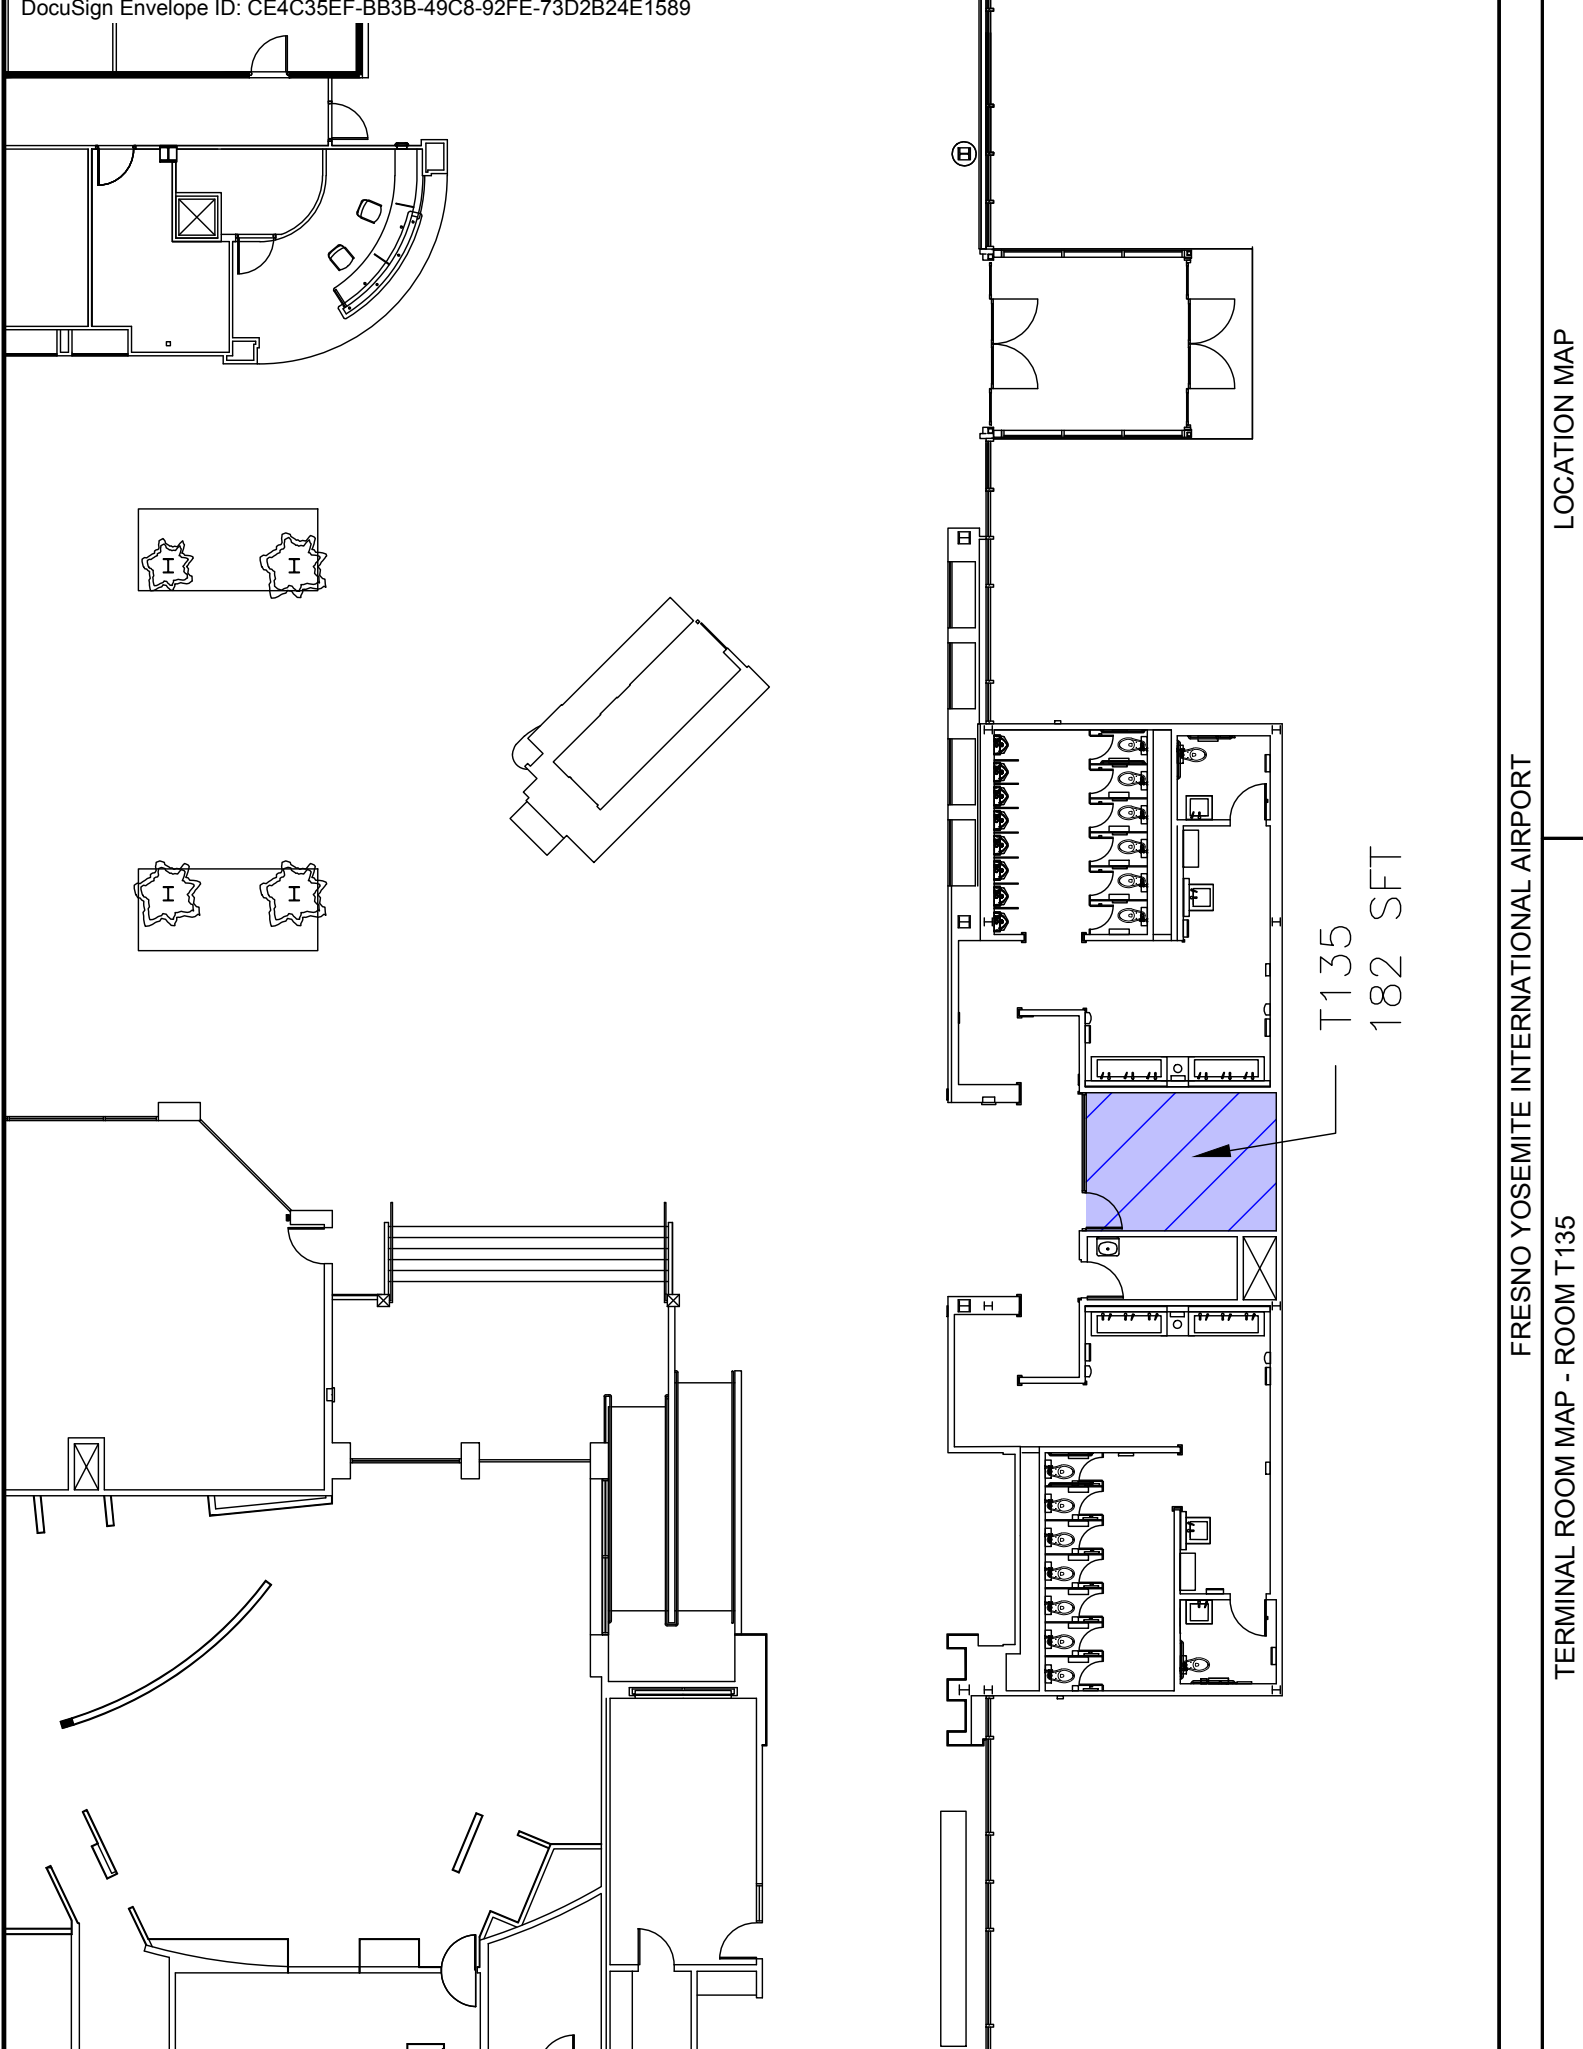 DocuSign Envelope ID: CE4C35EF-BB3B-49C8-92FE-73D2B24E1589
T135
182 SFT
FRESNO YOSEMITE INTERNATIONAL AIRPORT
TERMINAL ROOM MAP - ROOM T135
LOCATION MAP